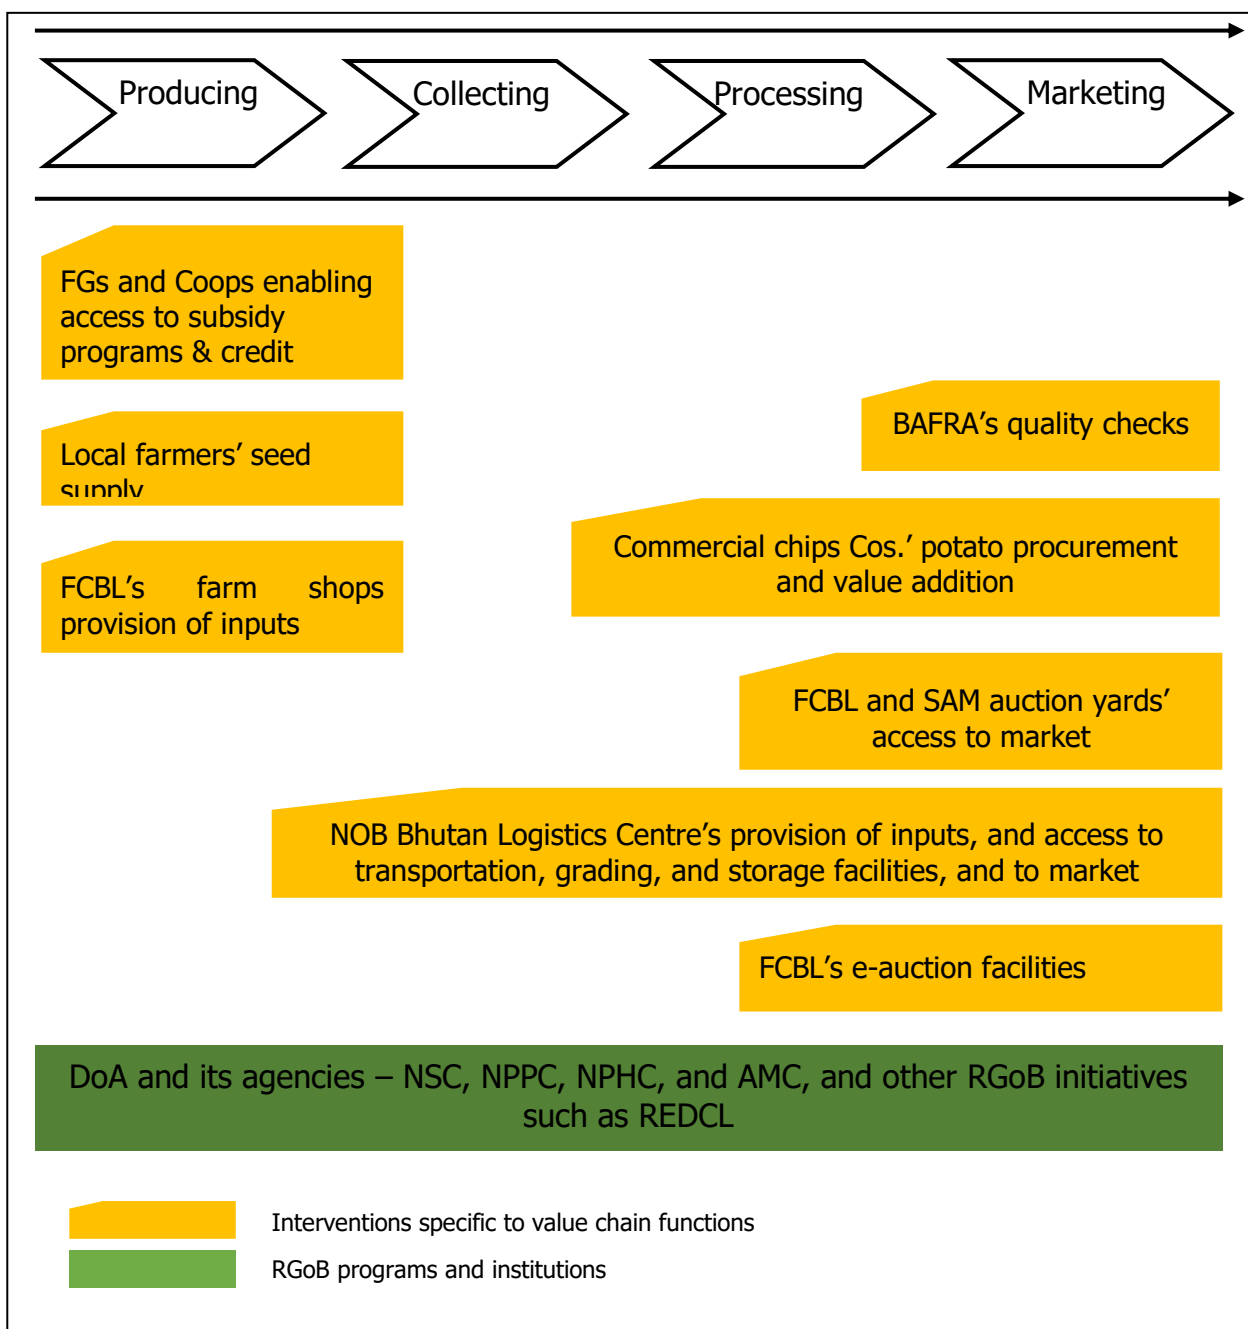 Producing
Collecting
Processing
Marketing
FGs and Coops enabling
access to subsidy
programs & credit
Local farmers’ seed
supply
FCBL’s farm shops
provision of inputs
BAFRA’s quality checks
Commercial chips Cos.’ potato procurement
and value addition
FCBL and SAM auction yards’
access to market
NOB Bhutan Logistics Centre’s provision of inputs, and access to
transportation, grading, and storage facilities, and to market
FCBL’s e-auction facilities
DoA and its agencies – NSC, NPPC, NPHC, and AMC, and other RGoB initiatives
such as REDCL
Interventions specific to value chain functions
RGoB programs and institutions